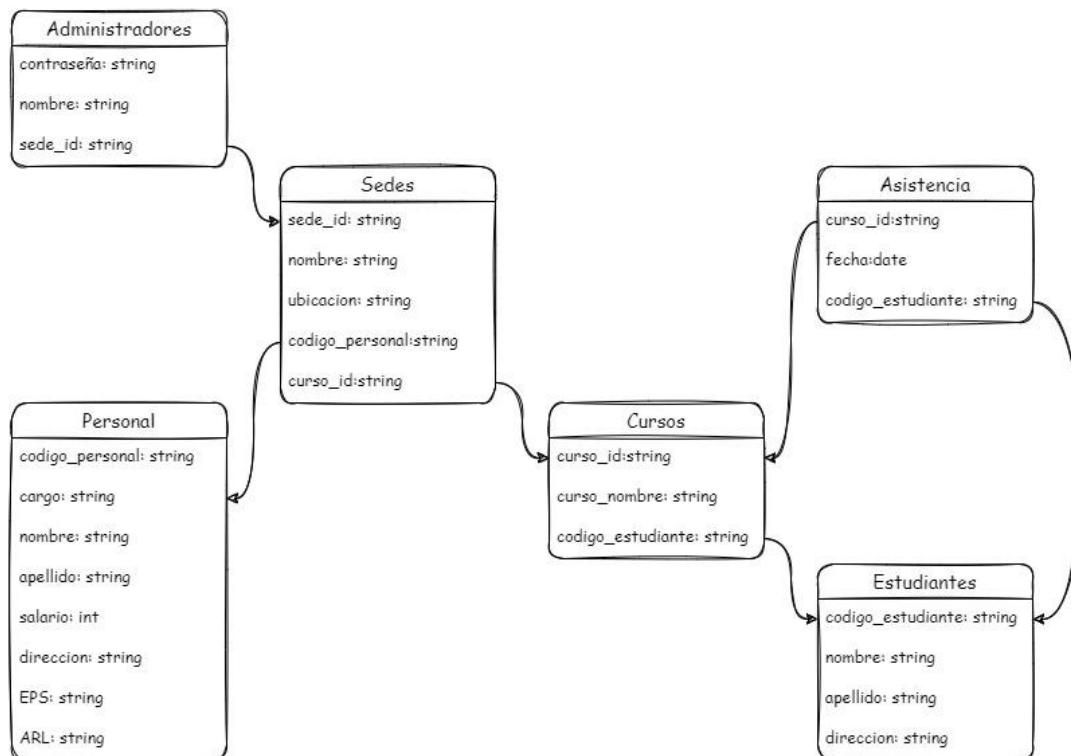 Administradores
contraseña: string
nombre: string
sede_id: string
Sedes
sede_id: string
nombre: string
ubicacion: string
codigo_personal:string
curso_id:string
Asistencia
curso_id:string
fecha:date
codigo_estudiante: string
Personal
codigo_personal: string
cargo: string
nombre: string
apellido: string
salario: int
direccion: string
EPS: string
ARL: string
Cursos
curso_id:string
curso_nombre: string
codigo_estudiante: string
Estudiantes
codigo_estudiante: string
nombre: string
apellido: string
direccion: string